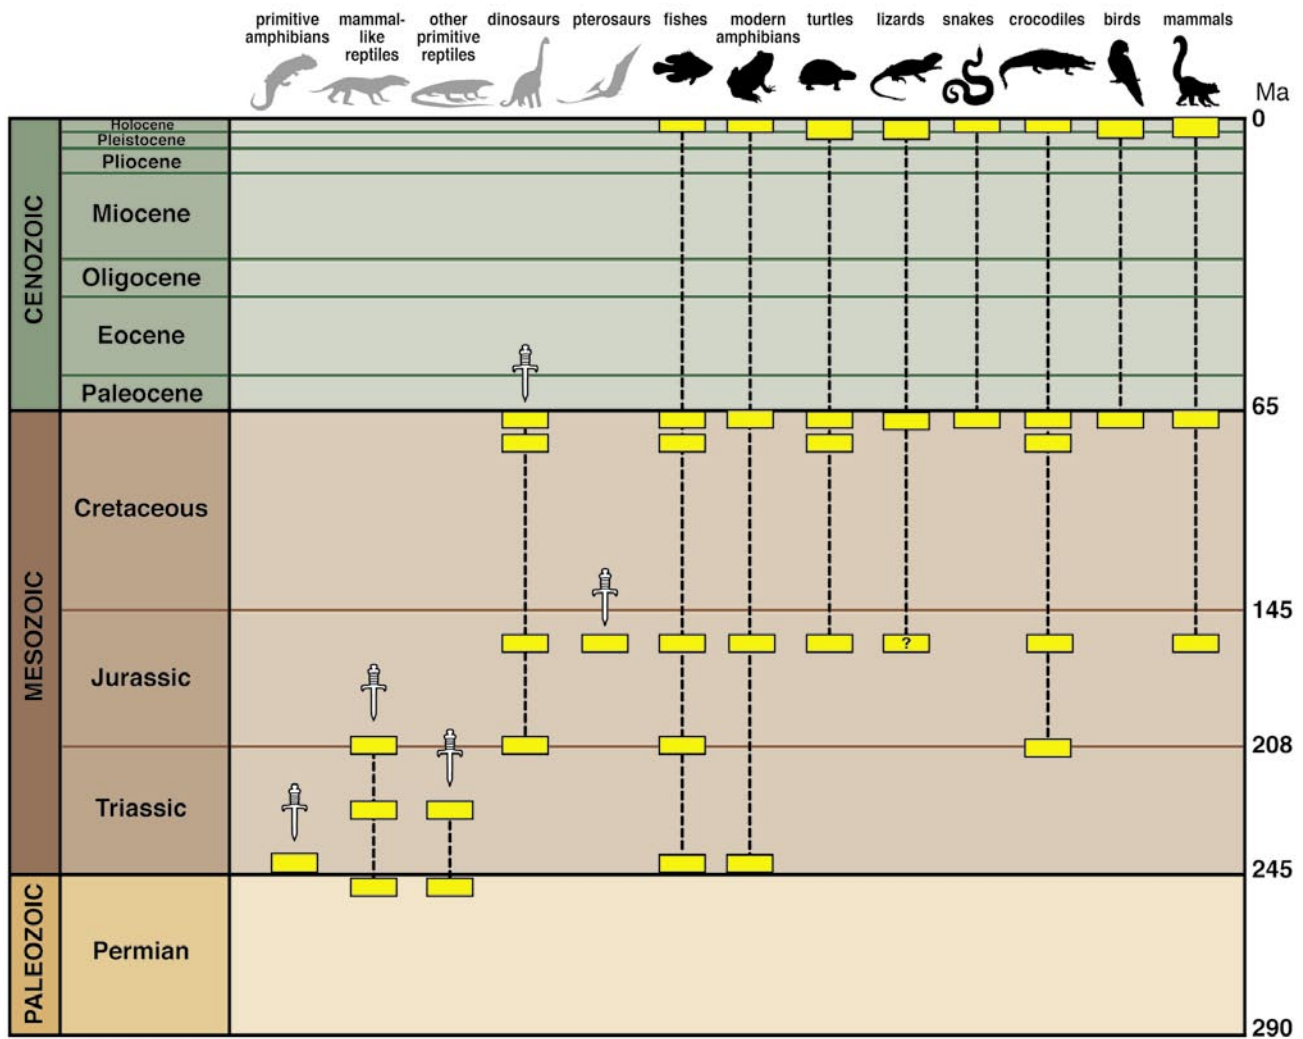 primitive
amphibians
mammal-
like
reptiles
other
primitive
reptiles
dinosaurs
pterosaurs
fishes
modern
amphibians
turtles
lizards
snakes
crocodiles
birds
mammals
Ma
CENOZOIC
Holocene
0
Pleistocene
Pliocene
Miocene
Oligocene
Eocene
Paleocene
65
MESOZOIC
Cretaceous
145
?
Jurassic
208
Triassic
245
PALEOZOIC
Permian
290